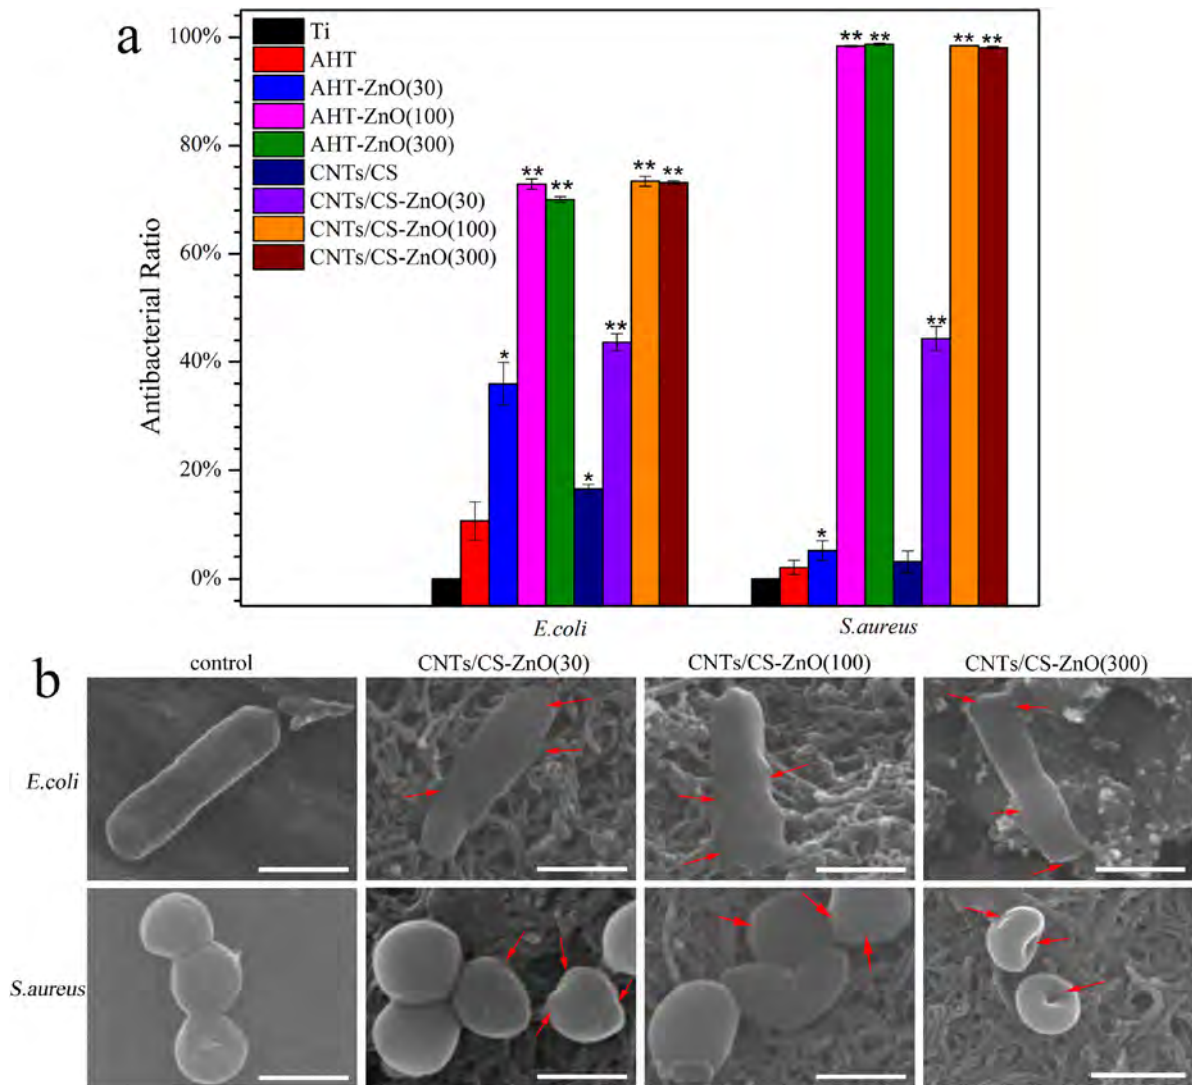 a
Antibacterial Ratio
100%
80%
60%
40%
20%
0%
Ti
AHT
AHT-ZnO(30)
AHT-ZnO(100)
AHT-ZnO(300)
CNTs/CS
CNTs/CS-ZnO(30)
CNTs/CS-ZnO(100)
CNTs/CS-ZnO(300)
* ** ** * ** ** **
* ** ** ** ** **
E.coli S.aureus
b
control CNTs/CS-ZnO(30) CNTs/CS-ZnO(100) CNTs/CS-ZnO(300)
E.coli
S.aureus